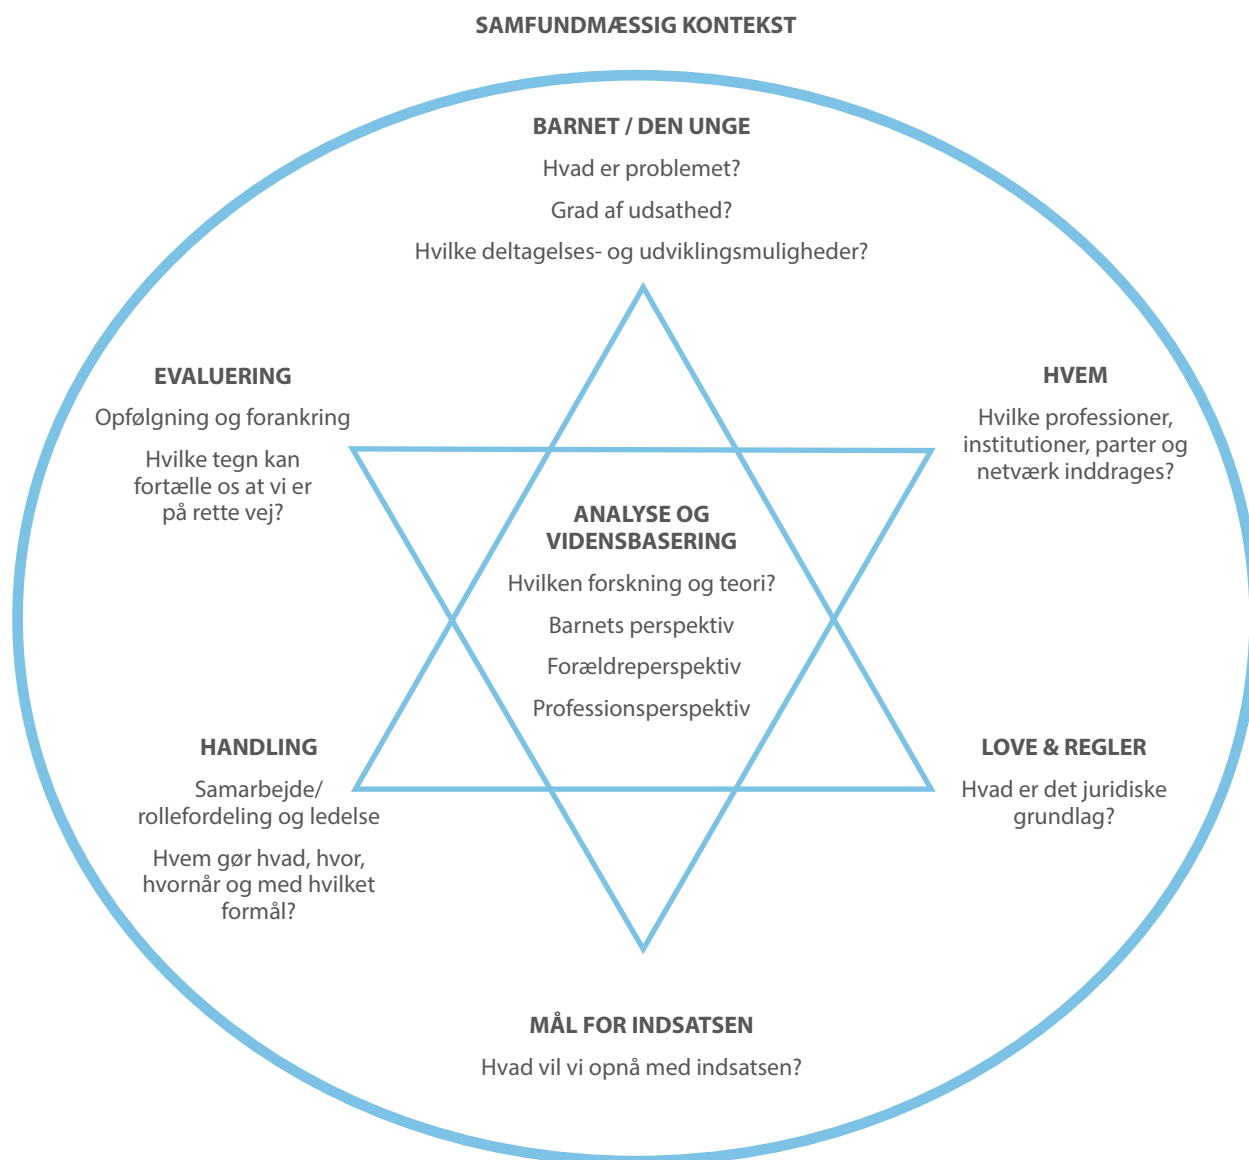 SAMFUNDMÆSSIG KONTEKST
BARNET / DEN UNGE
Hvad er problemet?
Grad af udsathed?
Hvilke deltagelses- og udviklingsmuligheder?
EVALUERING
Opfølgning og forankring
Hvilke tegn kan
fortælle os at vi er
på rette vej?
HVEM
Hvilke professioner,
institutioner, parter og
netværk inddrages?
ANALYSE OG
VIDENSBASERING
Hvilken forskning og teori?
Barnets perspektiv
Forældreperspektiv
Professionsperspektiv
HANDLING
Samarbejde/
rollefordeling og ledelse
Hvem gør hvad, hvor,
hvornår og med hvilket
formål?
LOVE & REGLER
Hvad er det juridiske
grundlag?
MÅL FOR INDSATSEN
Hvad vil vi opnå med indsatsen?